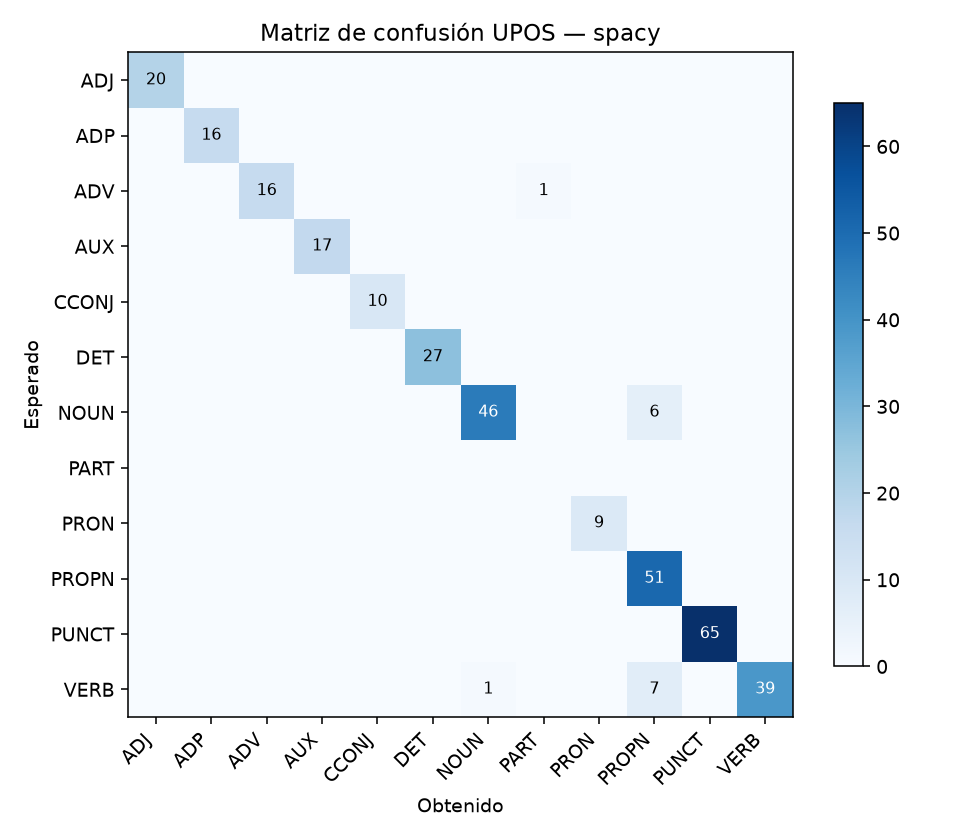 Matriz de confusión UPOS — spacy
ADJ 20
ADP 16
ADV 16 1
AUX 17
CCONJ 10
DET 27
NOUN 46 6
PART
PRON 9
PROPN 51
PUNCT 65
VERB 1 7 39
Esperado
ADJ ADP ADV AUX CCONJ DET NOUN PART PRON PROPN PUNCT VERB
Obtenido
60
50
40
30
20
10
0